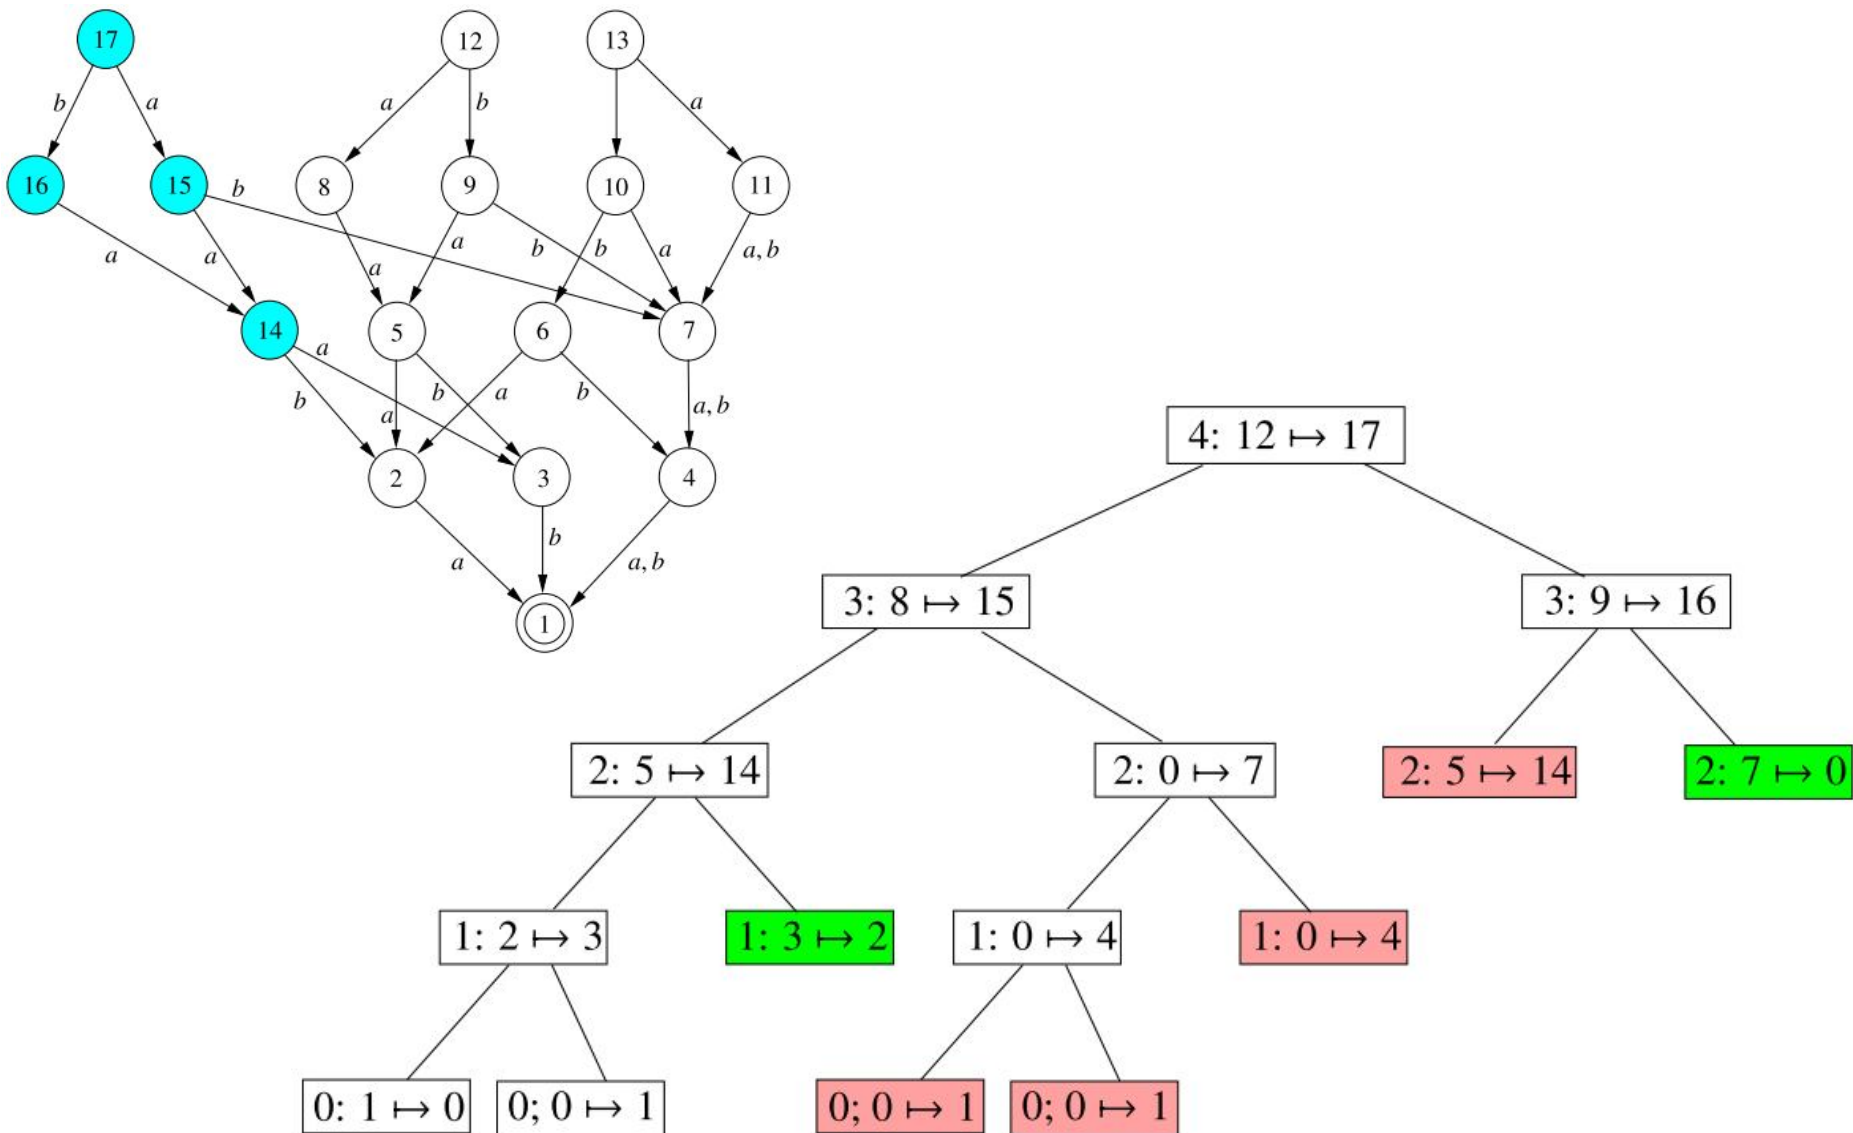 17
12
13
b
a
a
b
a
16
15
8
9
10
11
b
a
a
a
a
b
b
a
a, b
14
5
6
7
a
b
a
b
a
b
a, b
2
3
4
a
b
a, b
1
4: 12 ↦ 17
3: 8 ↦ 15
3: 9 ↦ 16
2: 5 ↦ 14
2: 0 ↦ 7
2: 5 ↦ 14
2: 7 ↦ 0
1: 2 ↦ 3
1: 3 ↦ 2
1: 0 ↦ 4
1: 0 ↦ 4
0: 1 ↦ 0
0; 0 ↦ 1
0; 0 ↦ 1
0; 0 ↦ 1